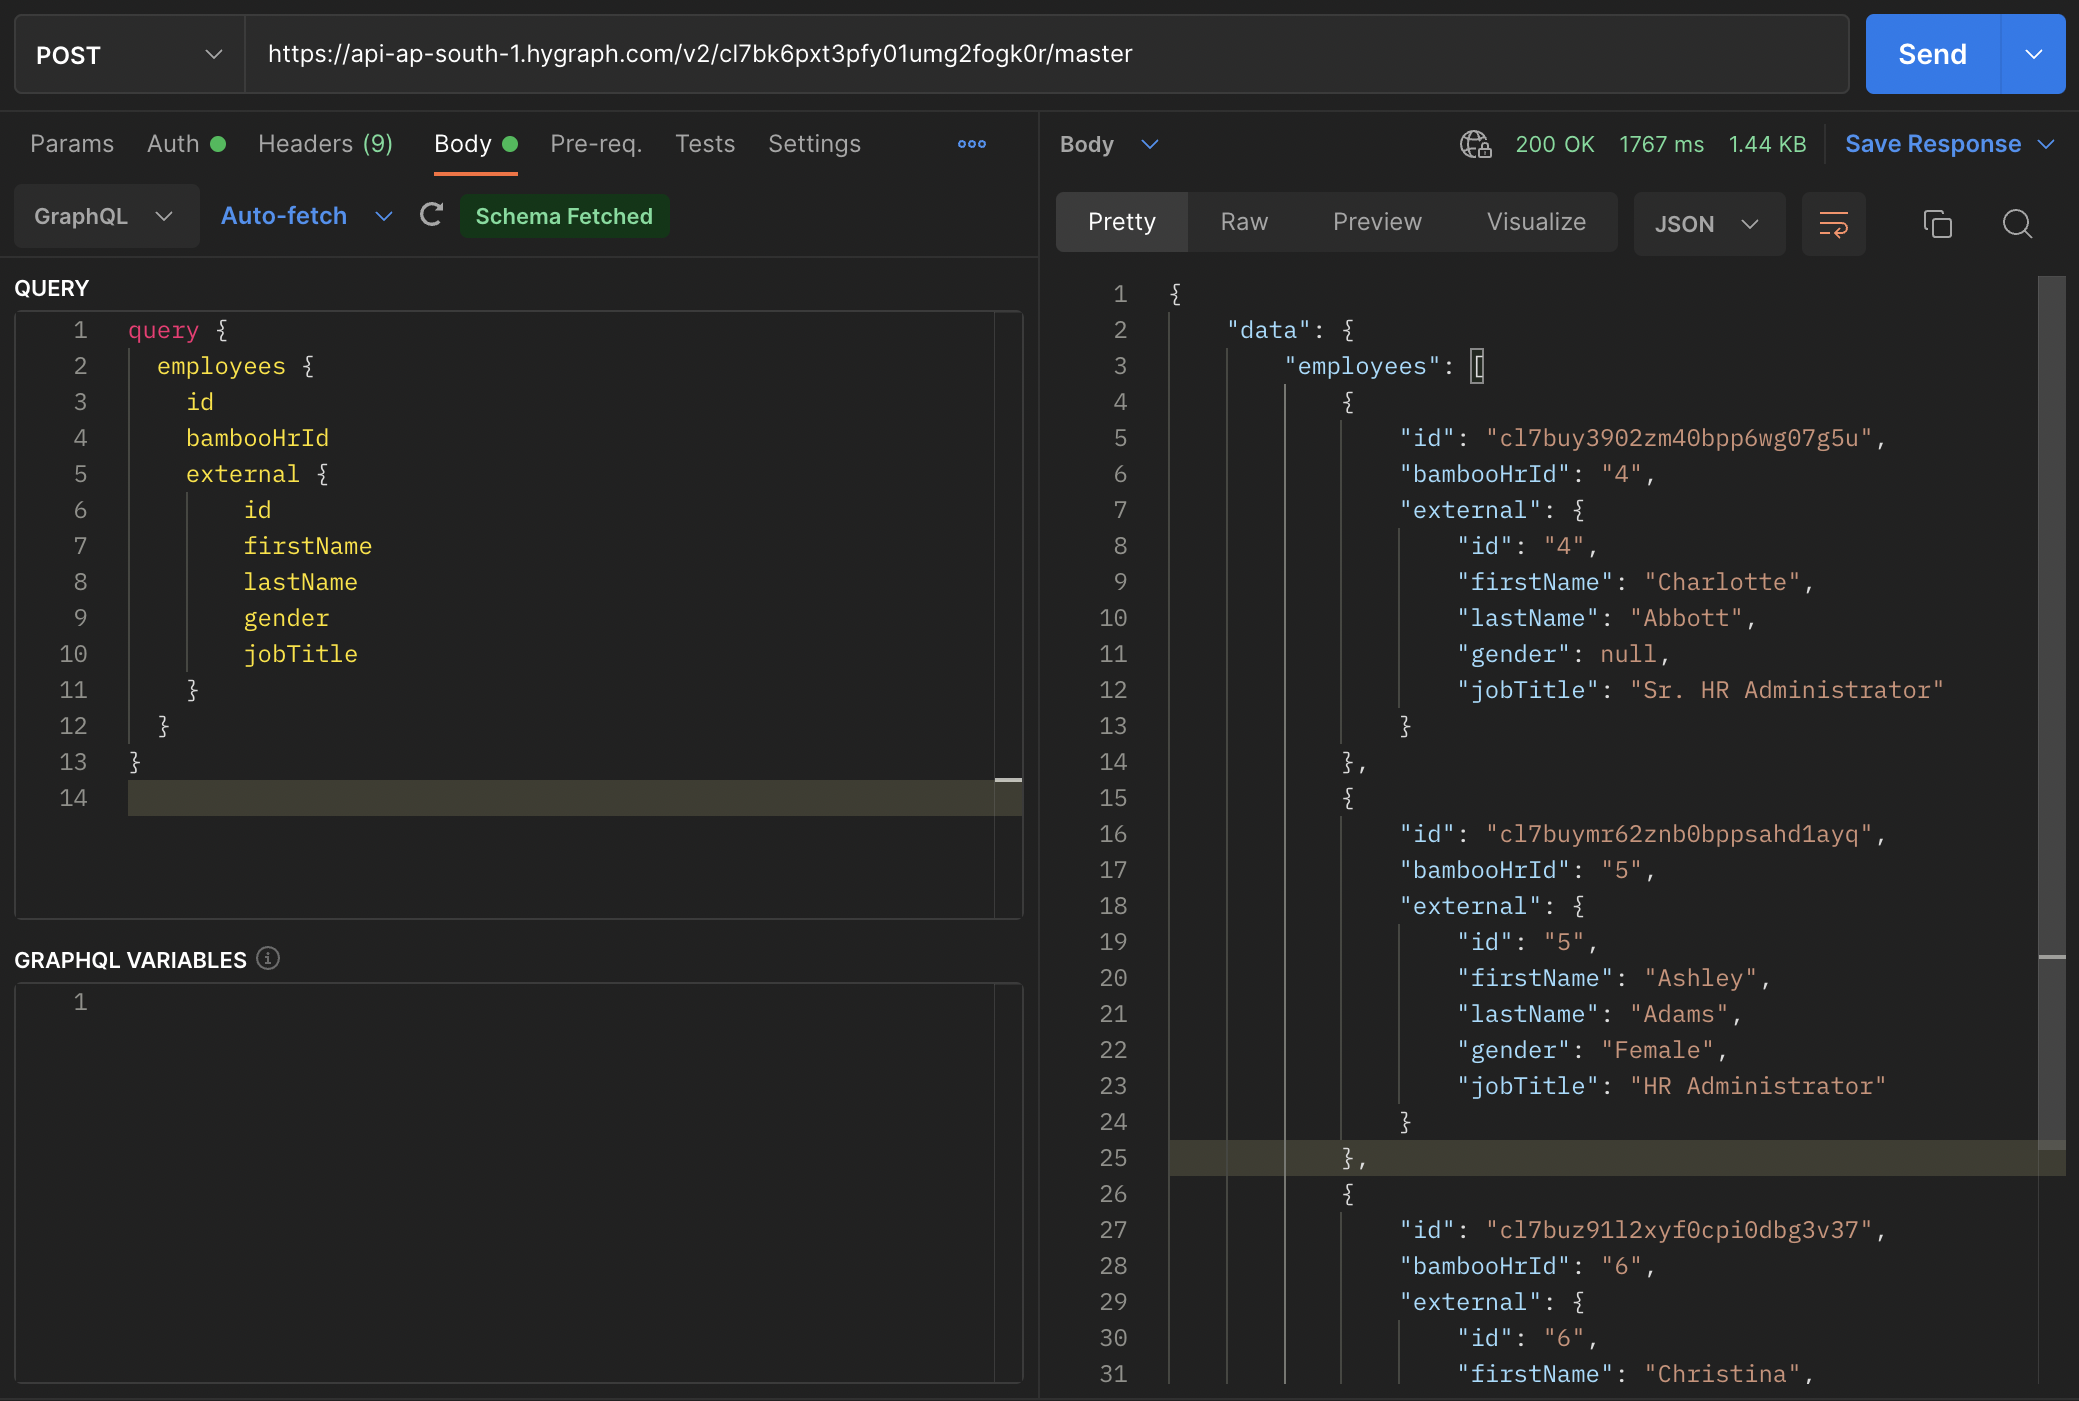 POST
https://api-ap-south-1.hygraph.com/v2/cl7bk6pxt3pfy01umg2fogk0r/master
Send
Params Auth Headers (9) Body Pre-req. Tests Settings
GraphQL Auto-fetch Schema Fetched
QUERY
1 query {
2 employees {
3 id
4 bambooHrId
5 external {
6 id
7 firstName
8 lastName
9 gender
10 jobTitle
11 }
12 }
13 }
14
GRAPHQL VARIABLES
1
Body 200 OK 1767 ms 1.44 KB Save Response
Pretty Raw Preview Visualize JSON
1 {
2 "data": {
3 "employees": [
4 {
5 "id": "cl7buy3902zm40bpp6wg07g5u",
6 "bambooHrId": "4",
7 "external": {
8 "id": "4",
9 "firstName": "Charlotte",
10 "lastName": "Abbott",
11 "gender": null,
12 "jobTitle": "Sr. HR Administrator"
13 }
14 },
15 {
16 "id": "cl7buymr62znb0bppsahd1ayq",
17 "bambooHrId": "5",
18 "external": {
19 "id": "5",
20 "firstName": "Ashley",
21 "lastName": "Adams",
22 "gender": "Female",
23 "jobTitle": "HR Administrator"
24 }
25 },
26 {
27 "id": "cl7buz91l2xyf0cpi0dbg3v37",
28 "bambooHrId": "6",
29 "external": {
30 "id": "6",
31 "firstName": "Christina",